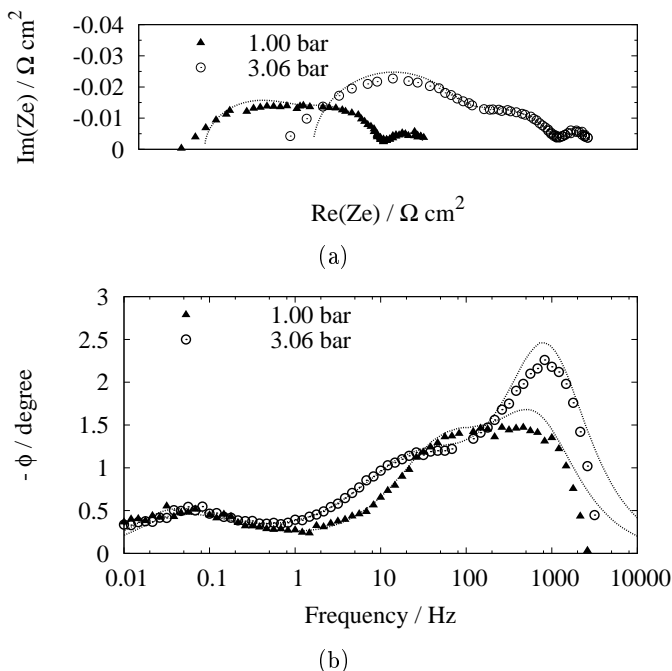 -0.04
-0.03
-0.02
-0.01
0
Im(Ze) / Ω cm2
1.00 bar
3.06 bar
Re(Ze) / Ω cm2
(a)
3
2.5
2
1.5
1
0.5
0
- ϕ / degree
1.00 bar
3.06 bar
0.01
0.1
1
10
100
1000
10000
Frequency / Hz
(b)